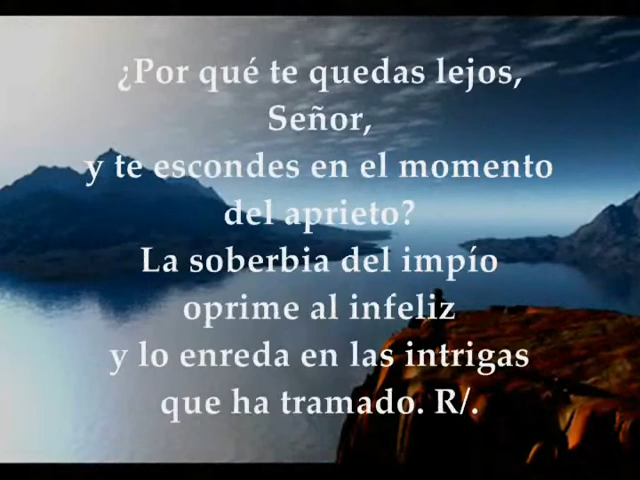 ¿Por qué te quedas lejos,
Señor,
y te escondes en el momento
del aprieto?
La soberbia del impío
oprime al infeliz
y lo enreda en las intrigas
que ha tramado. R/.